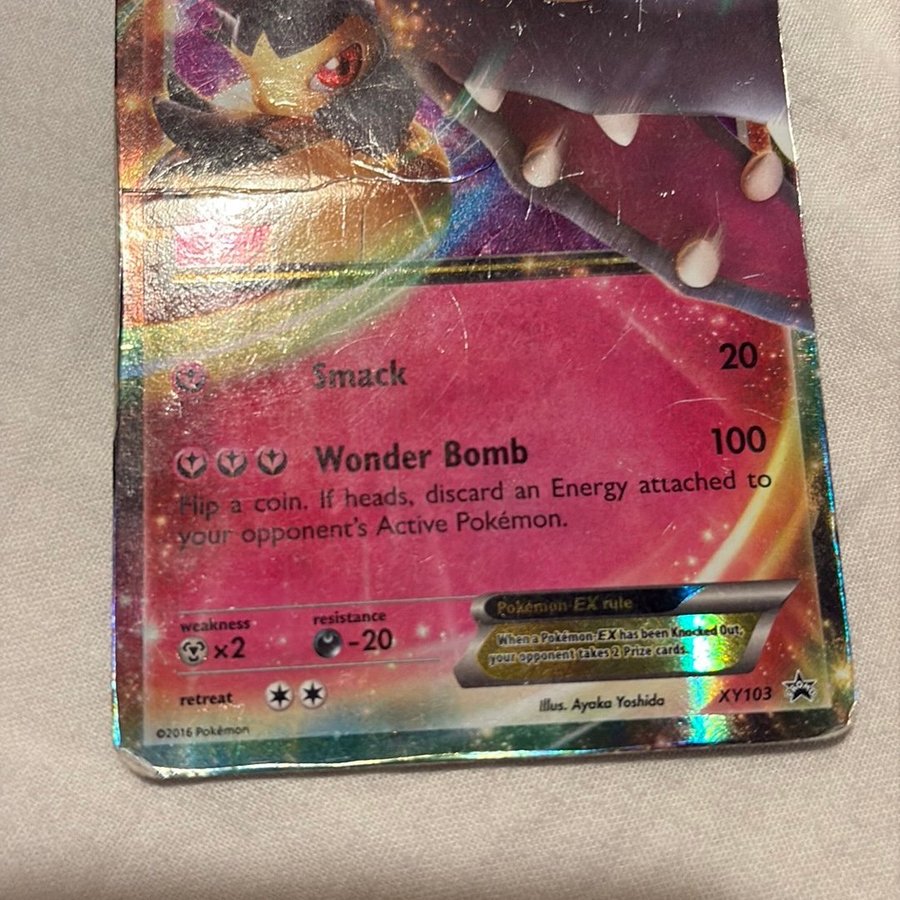 Smack 20
Wonder Bomb 100
Flip a coin. If heads, discard an Energy attached to
your opponent's Active Pokémon.
weakness resistance
×2 -20
retreat
Pokémon-EX rule
When a Pokémon-EX has been Knocked Out,
your opponent takes 2 Prize cards.
Illus. Ayaka Yoshida XY103
©2016 Pokémon